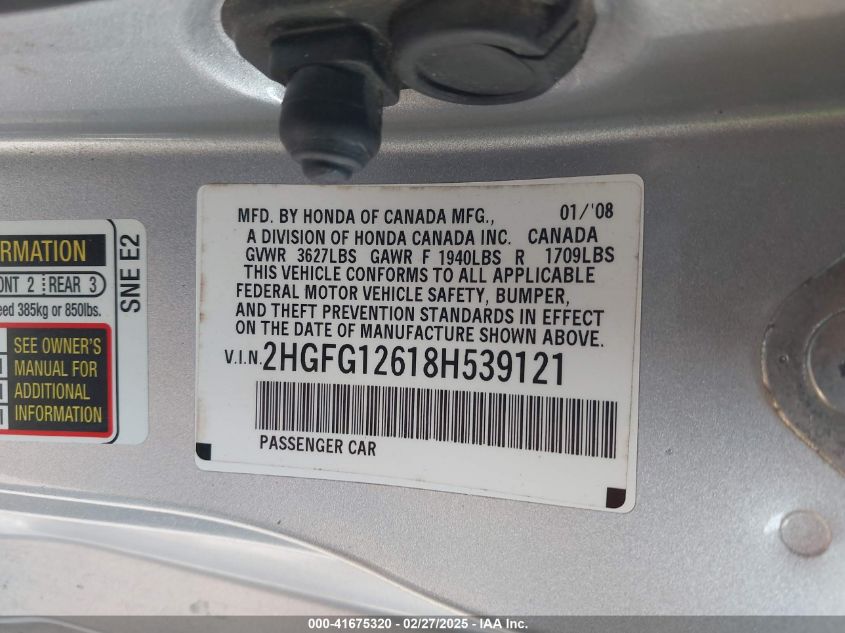 MFD. BY HONDA OF CANADA MFG., 01/'08
A DIVISION OF HONDA CANADA INC. CANADA
GVWR 3627LBS GAWR F 1940LBS R 1709LBS
THIS VEHICLE CONFORMS TO ALL APPLICABLE
FEDERAL MOTOR VEHICLE SAFETY, BUMPER,
AND THEFT PREVENTION STANDARDS IN EFFECT
ON THE DATE OF MANUFACTURE SHOWN ABOVE.
V.I.N. 2HGFG12618H539121
PASSENGER CAR
RMATION
ONT 2 REAR 3
eed 385kg or 850lbs.
SEE OWNER'S
MANUAL FOR
ADDITIONAL
INFORMATION
SNE E2
000-41675320 - 02/27/2025 - IAA Inc.